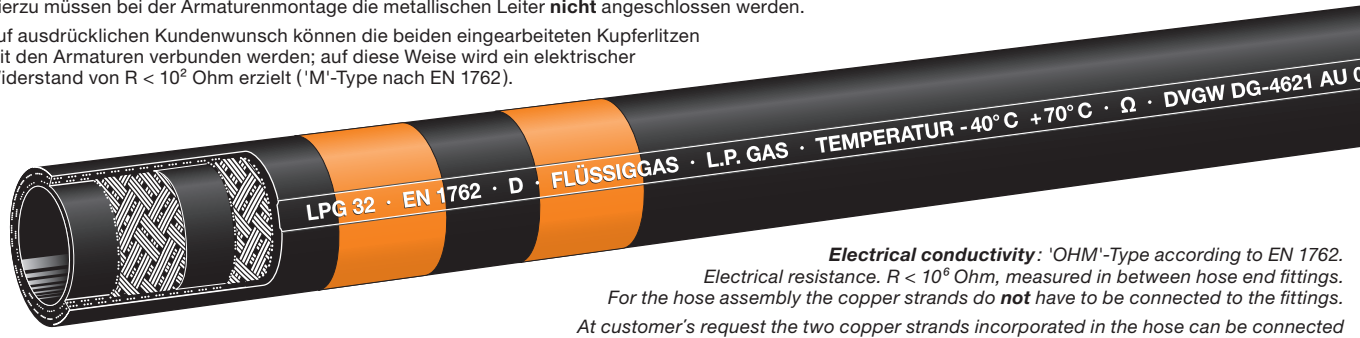 ierzu müssen bei der Armaturenmontage die metallischen Leiter nicht angeschlossen werden.
uf ausdrücklichen Kundenwunsch können die beiden eingearbeiteten Kupferlitzen
it den Armaturen verbunden werden; auf diese Weise wird ein elektrischer
iderstand von R < 10² Ohm erzielt ('M'-Type nach EN 1762).
LPG 32 · EN 1762 · D · FLÜSSIGGAS · L.P. GAS · TEMPERATUR -40°C +70°C · Ω · DVGW DG-4621 AU 0
Electrical conductivity: 'OHM'-Type according to EN 1762.
Electrical resistance. R < 10⁶ Ohm, measured in between hose end fittings.
For the hose assembly the copper strands do not have to be connected to the fittings.
At customer's request the two copper strands incorporated in the hose can be connected